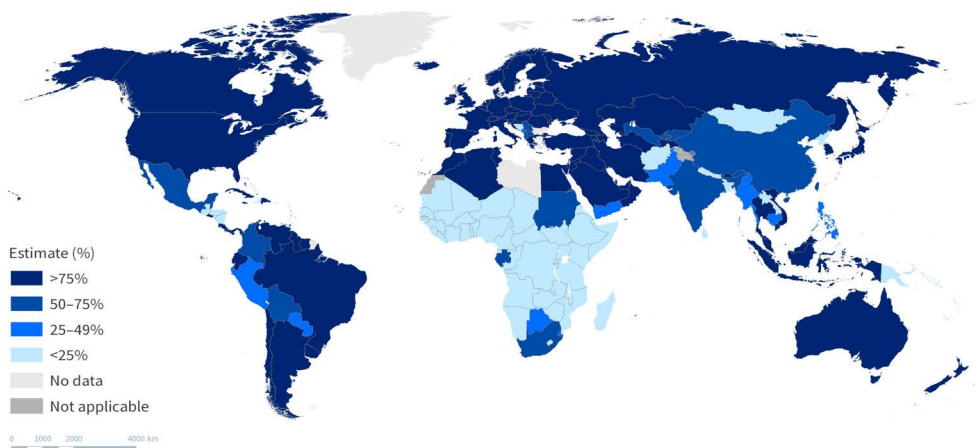 Estimate (%)
>75%
50–75%
25–49%
<25%
No data
Not applicable
0 1000 2000 4000 km